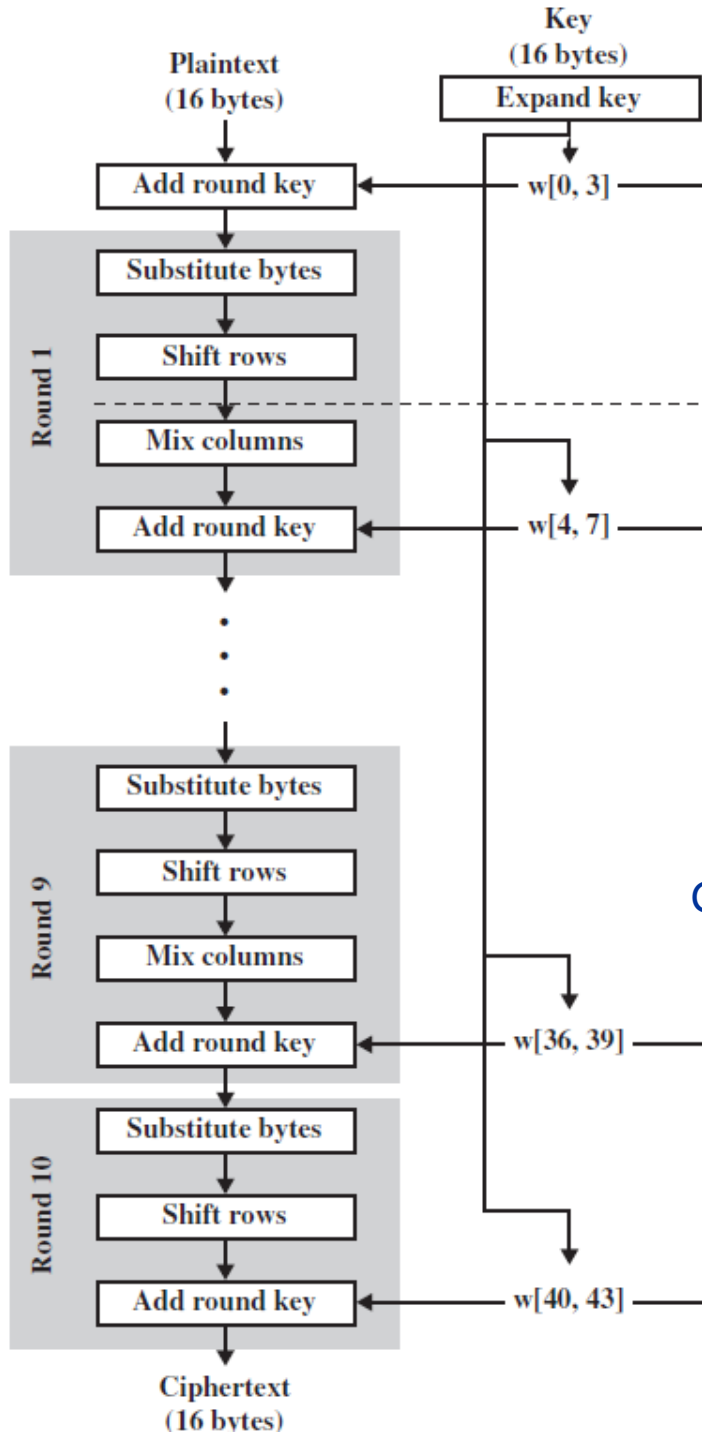 Key
(16 bytes)
Plaintext
(16 bytes)
Expand key
Add round key
w[0, 3]
Round 1
Substitute bytes
Shift rows
Mix columns
Add round key
w[4, 7]
Round 9
Substitute bytes
Shift rows
Mix columns
Add round key
w[36, 39]
Round 10
Substitute bytes
Shift rows
Add round key
w[40, 43]
Ciphertext
(16 bytes)